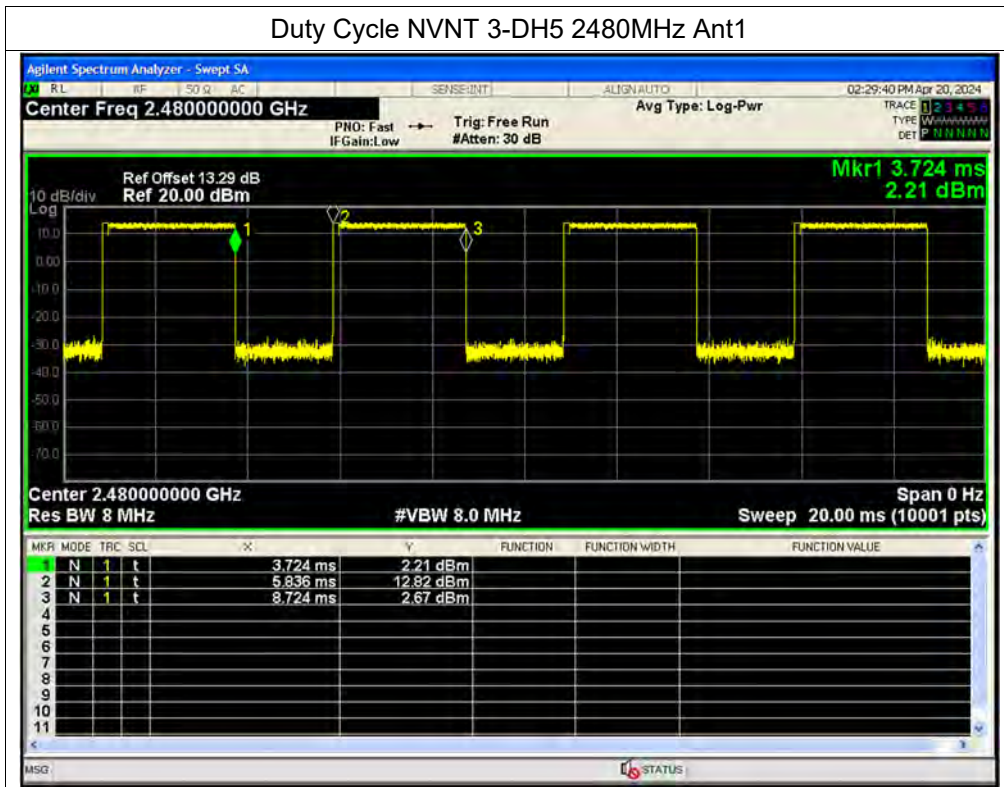 Duty Cycle NVNT 3-DH5 2480MHz Ant1
Agilent Spectrum Analyzer - Swept SA
RL RF 50 Ω AC SENSE:INT ALIGN AUTO 02:29:40 PM Apr 20, 2024
Center Freq 2.480000000 GHz Avg Type: Log-Pwr TRACE 1 2 3 4 5 6
PNO: Fast Trig: Free Run TYPE W
IFGain:Low #Atten: 30 dB DET P N N N N N
Mkr1 3.724 ms
Ref Offset 13.29 dB
10 dB/div Ref 20.00 dBm 2.21 dBm
Log
10.0
0.00
-10.0
-20.0
-30.0
-40.0
-50.0
-60.0
-70.0
1
2
3
Center 2.480000000 GHz Span 0 Hz
Res BW 8 MHz #VBW 8.0 MHz Sweep 20.00 ms (10001 pts)
MKR MODE TRC SCL X Y FUNCTION FUNCTION WIDTH FUNCTION VALUE
1 N 1 t 3.724 ms 2.21 dBm
2 N 1 t 5.836 ms 12.82 dBm
3 N 1 t 8.724 ms 2.67 dBm
4
5
6
7
8
9
10
11
MSG STATUS